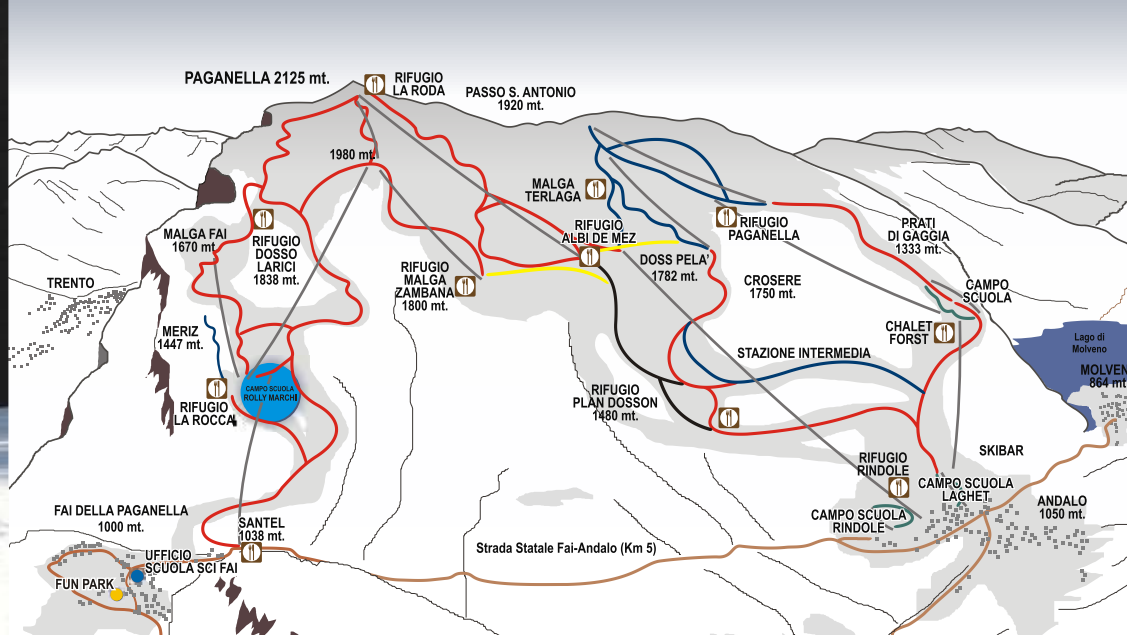 PAGANELLA 2125 mt.
RIFUGIO
LA RODA
PASSO S. ANTONIO
1920 mt.
1980 mt.
MALGA
TERLAGA
RIFUGIO
ALBI DE MEZ
RIFUGIO
PAGANELLA
PRATI
DI GAGGIA
1333 mt.
MALGA FAI
1670 mt.
RIFUGIO
DOSSO
LARICI
1838 mt.
RIFUGIO
MALGA
ZAMBANA
1800 mt.
DOSS PELA'
1782 mt.
CROSERE
1750 mt.
CAMPO
SCUOLA
TRENTO
MERIZ
1447 mt.
CHALET
FORST
Lago di
Molveno
STAZIONE INTERMEDIA
MOLVEN
864 mt
CAMPO SCUOLA
ROLLY MARCHI
RIFUGIO
LA ROCCA
RIFUGIO
PLAN DOSSON
1480 mt.
SKIBAR
RIFUGIO
RINDOLE
CAMPO SCUOLA
LAGHET
ANDALO
1050 mt.
CAMPO SCUOLA
RINDOLE
FAI DELLA PAGANELLA
1000 mt.
SANTEL
1038 mt.
Strada Statale Fai-Andalo (Km 5)
UFFICIO
SCUOLA SCI FAI
FUN PARK